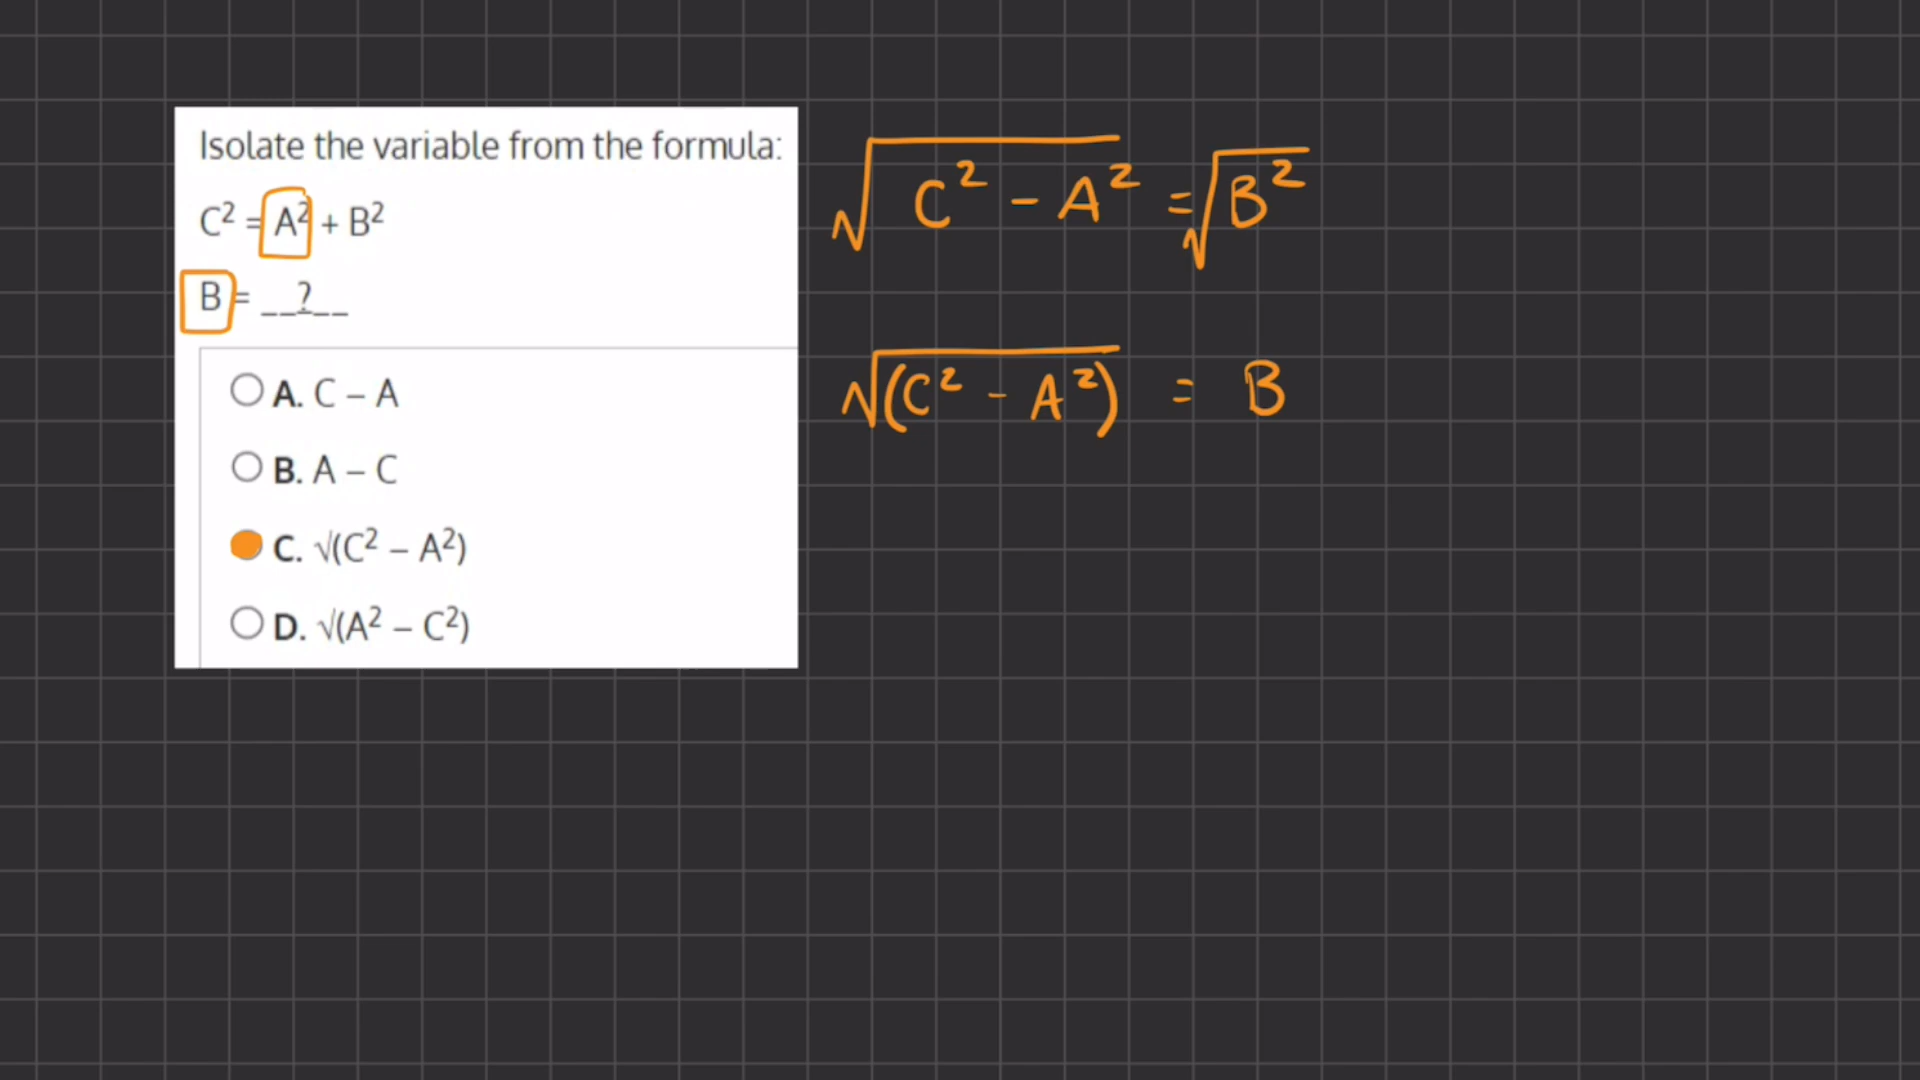 Isolate the variable from the formula:
C² = A² + B²
B = __?__
A. C – A
B. A – C
C. √(C² – A²)
D. √(A² – C²)
√C² - A² = √B²
√(C² - A²) = B